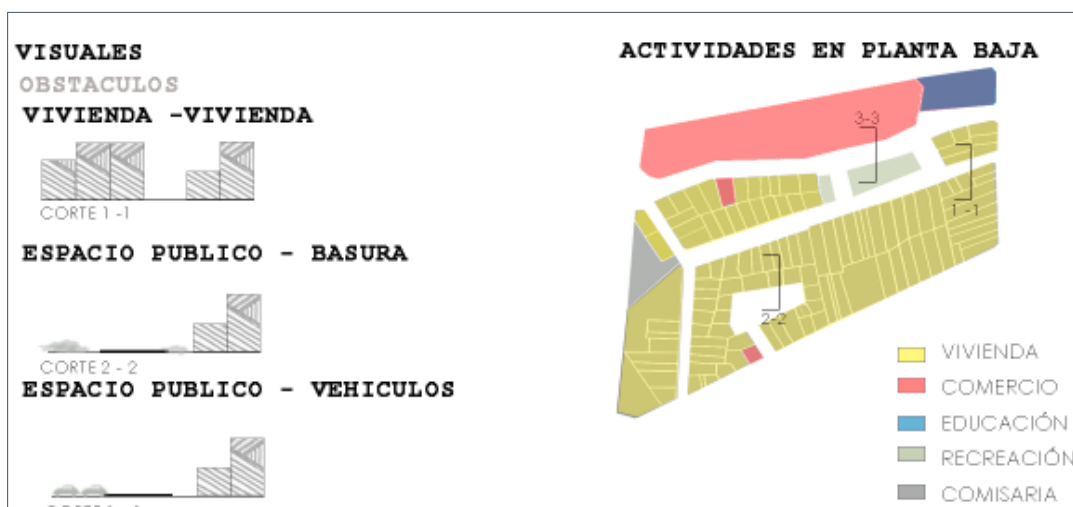 VISUALES
OBSTACULOS
VIVIENDA -VIVIENDA
CORTE 1 -1
ESPACIO PUBLICO - BASURA
CORTE 2 - 2
ESPACIO PUBLICO - VEHICULOS
ACTIVIDADES EN PLANTA BAJA
3-3
1 -1
2-2
VIVIENDA
COMERCIO
EDUCACIÓN
RECREACIÓN
COMISARIA